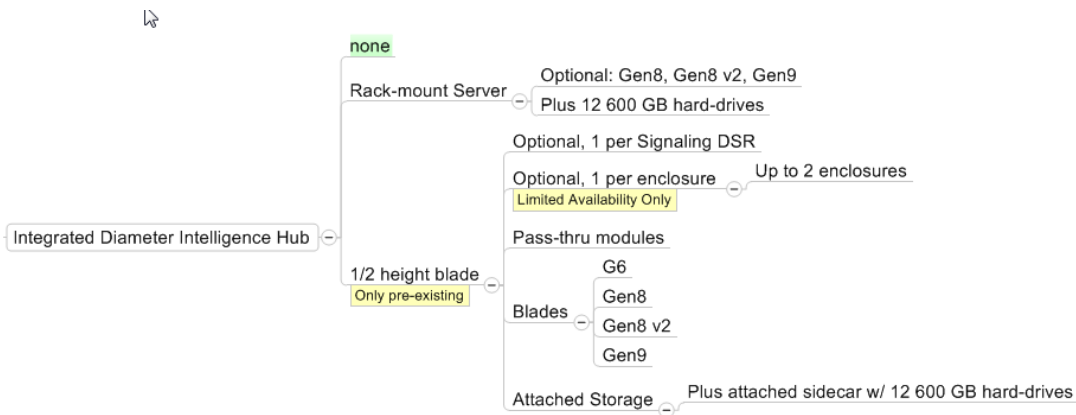 none
Rack-mount Server
Optional: Gen8, Gen8 v2, Gen9
Plus 12 600 GB hard-drives
Optional, 1 per Signaling DSR
Optional, 1 per enclosure
Up to 2 enclosures
Limited Availability Only
Integrated Diameter Intelligence Hub
Pass-thru modules
1/2 height blade
Only pre-existing
Blades
G6
Gen8
Gen8 v2
Gen9
Attached Storage
Plus attached sidecar w/ 12 600 GB hard-drives